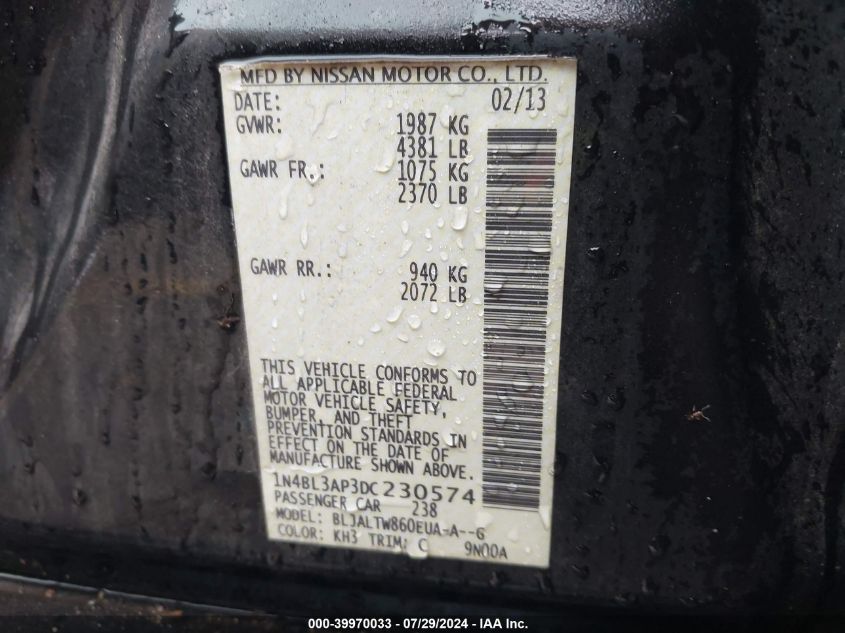 MFD BY NISSAN MOTOR CO., LTD.
DATE: 02/13
GVWR: 1987 KG
4381 LB
GAWR FR.: 1075 KG
2370 LB
GAWR RR.: 940 KG
2072 LB
THIS VEHICLE CONFORMS TO
ALL APPLICABLE FEDERAL
MOTOR VEHICLE SAFETY,
BUMPER, AND THEFT
PREVENTION STANDARDS IN
EFFECT ON THE DATE OF
MANUFACTURE SHOWN ABOVE.
1N4BL3AP3DC230574
PASSENGER CAR 238
MODEL: BLJALTW860EUA-A--G
COLOR: KH3 TRIM: C 9N00A
000-39970033 / 07/29/2024 - IAA Inc.